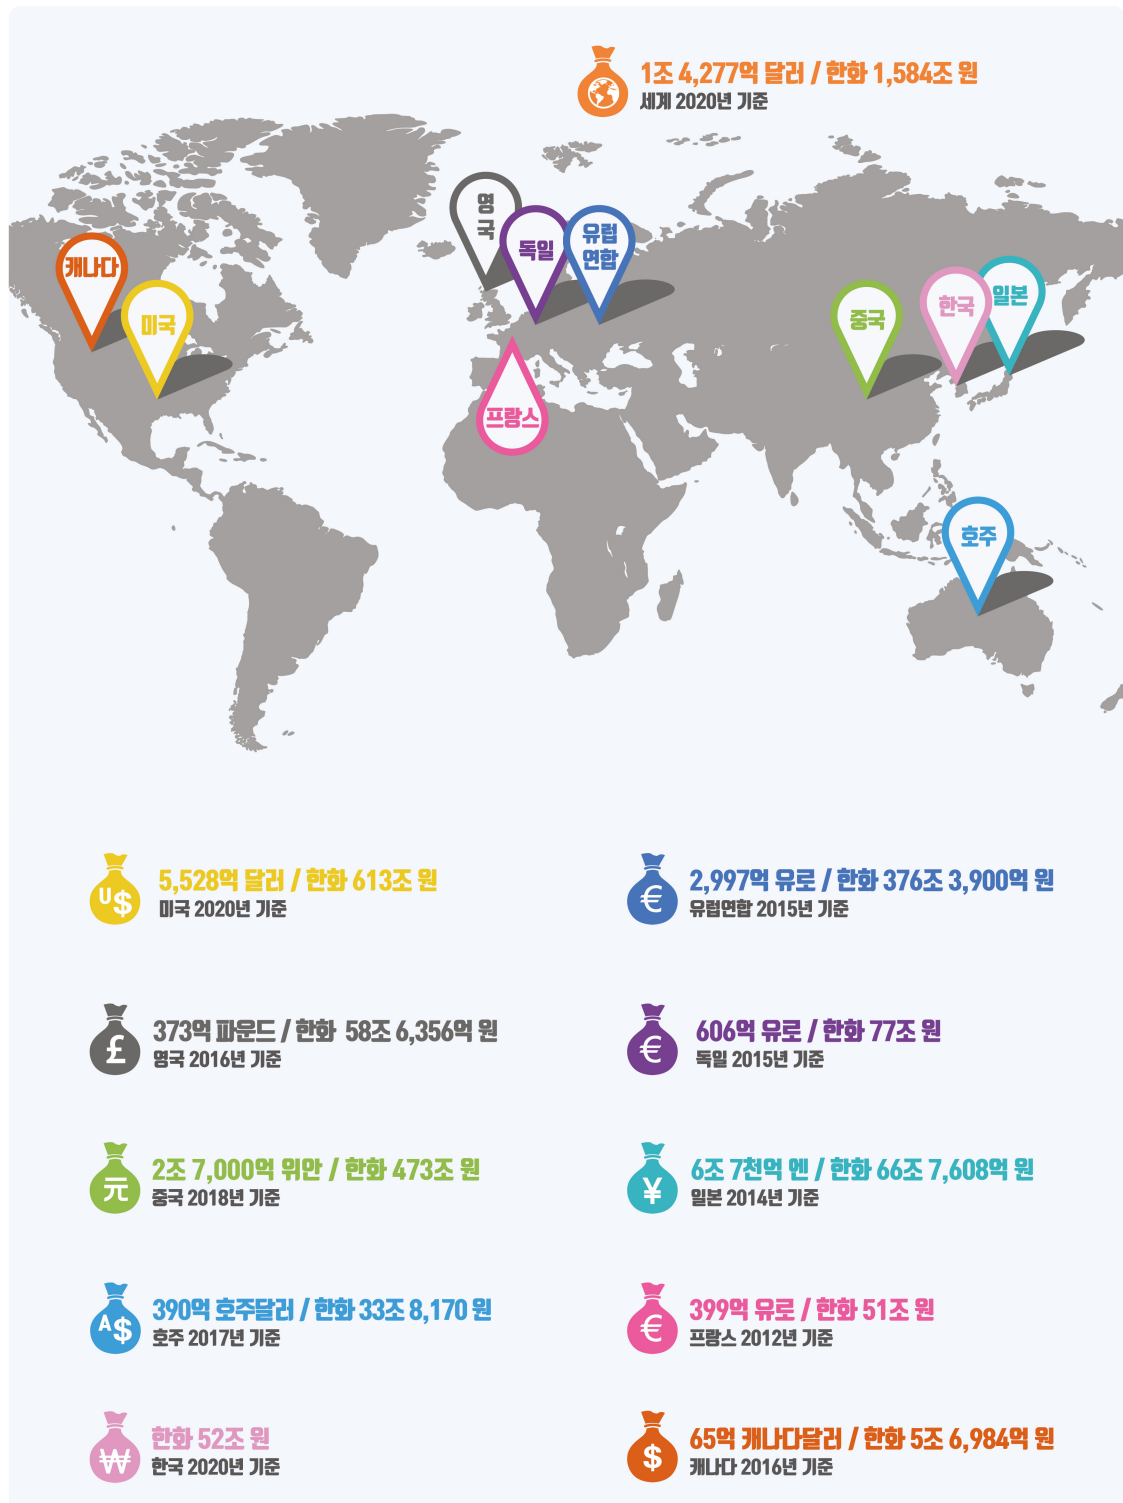 1조 4,277억 달러 / 한화 1,584조 원
세계 2020년 기준
영
국
독일
유럽
연합
캐나다
미국
중국
한국
일본
프랑스
호주
U$
5,528억 달러 / 한화 613조 원
미국 2020년 기준
€
2,997억 유로 / 한화 376조 3,900억 원
유럽연합 2015년 기준
£
373억 파운드 / 한화 58조 6,356억 원
영국 2016년 기준
€
606억 유로 / 한화 77조 원
독일 2015년 기준
元
2조 7,000억 위안 / 한화 473조 원
중국 2018년 기준
¥
6조 7천억 엔 / 한화 66조 7,608억 원
일본 2014년 기준
A$
390억 호주달러 / 한화 33조 8,170 원
호주 2017년 기준
€
399억 유로 / 한화 51조 원
프랑스 2012년 기준
₩
한화 52조 원
한국 2020년 기준
$
65억 캐나다달러 / 한화 5조 6,984억 원
캐나다 2016년 기준